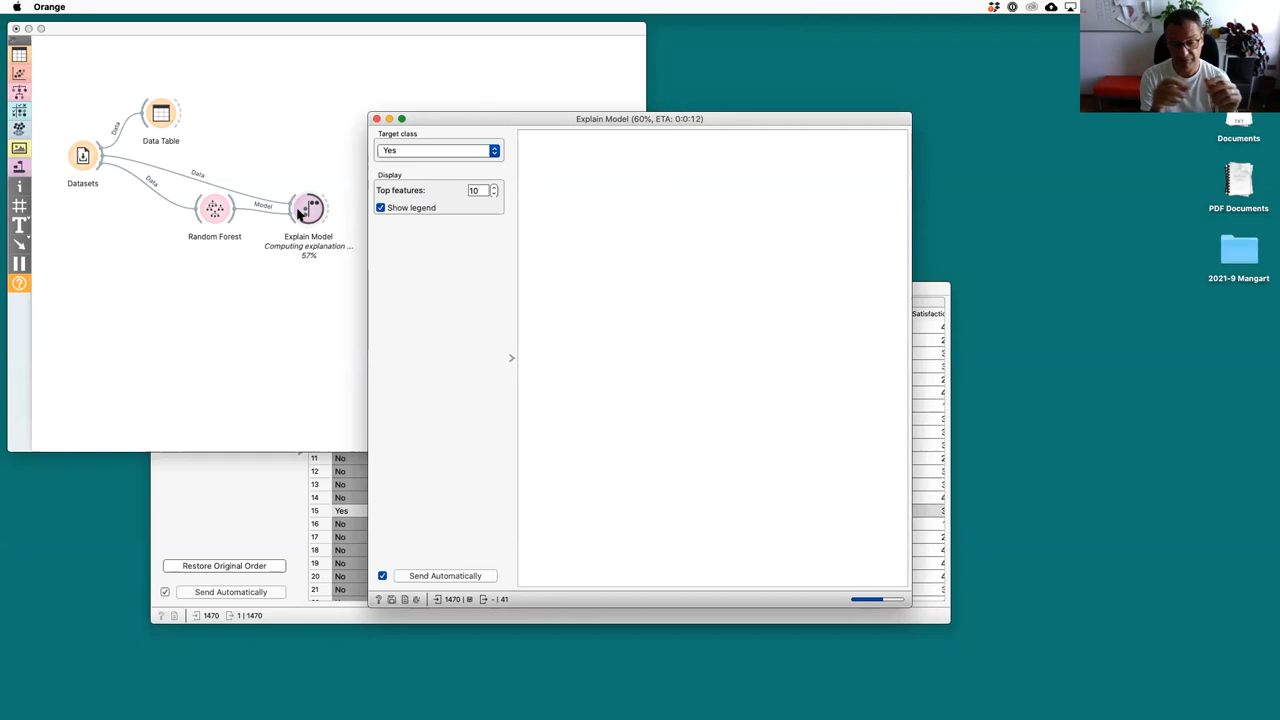 Orange
Data Table
Data
Datasets
Data
Data
Random Forest
Model
Explain Model
Computing explanation ...
57%
Explain Model (60%, ETA: 0:0:12)
Target class
Yes
Display
Top features:
10
Show legend
Send Automatically
1470
- | 41
Satisfactio
11 No
12 No
13 No
14 No
15 Yes
16 No
17 No
18 No
19 No
20 No
21 No
Restore Original Order
Send Automatically
1470
1 | 1470
TXT
Documents
PDF Documents
2021-9 Mangart